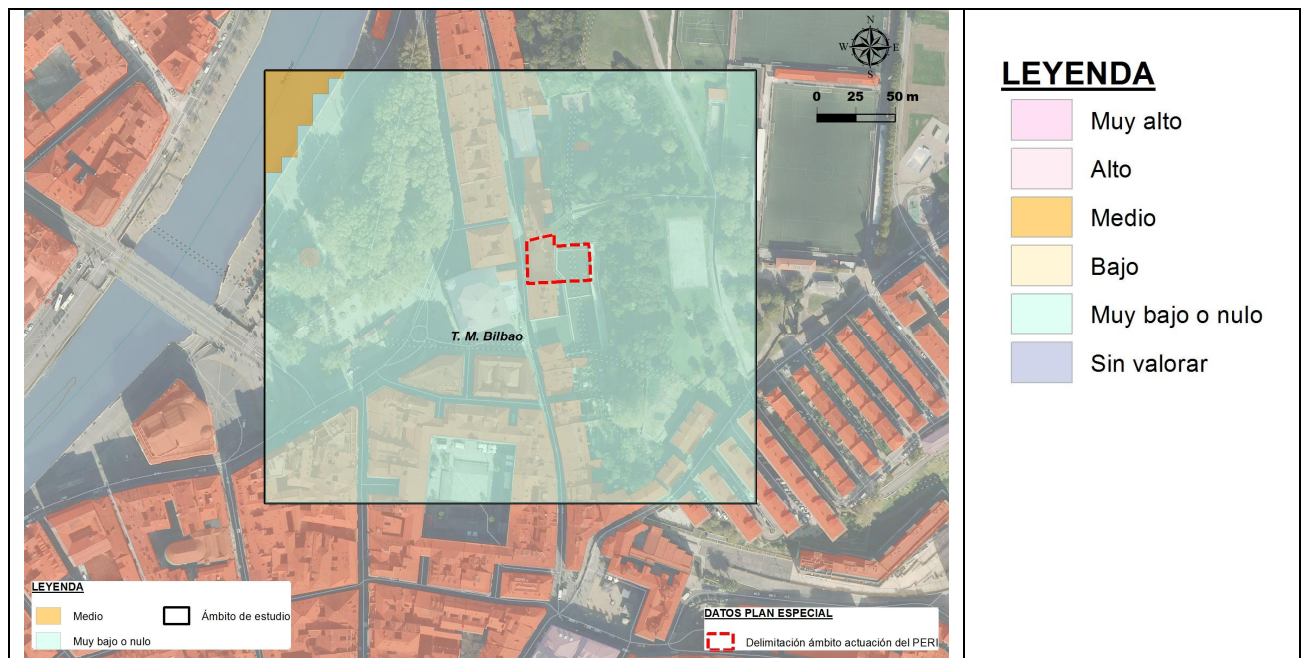 N
W E
S
0 25 50 m
T. M. Bilbao
LEYENDA
Medio
Ámbito de estudio
Muy bajo o nulo
DATOS PLAN ESPECIAL
Delimitación ámbito actuación del PERI
LEYENDA
Muy alto
Alto
Medio
Bajo
Muy bajo o nulo
Sin valorar